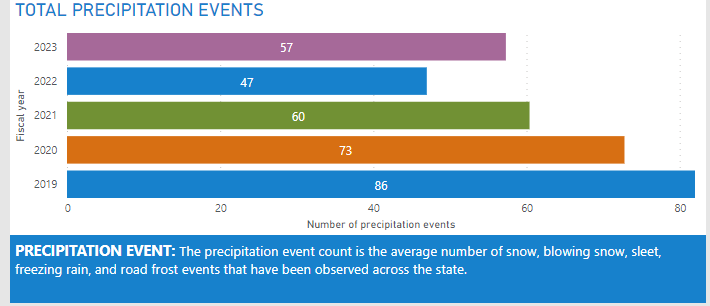 TOTAL PRECIPITATION EVENTS
2023
57
2022
47
2021
60
2020
73
2019
86
Fiscal year
0 20 40 60 80
Number of precipitation events
PRECIPITATION EVENT: The precipitation event count is the average number of snow, blowing snow, sleet,
freezing rain, and road frost events that have been observed across the state.